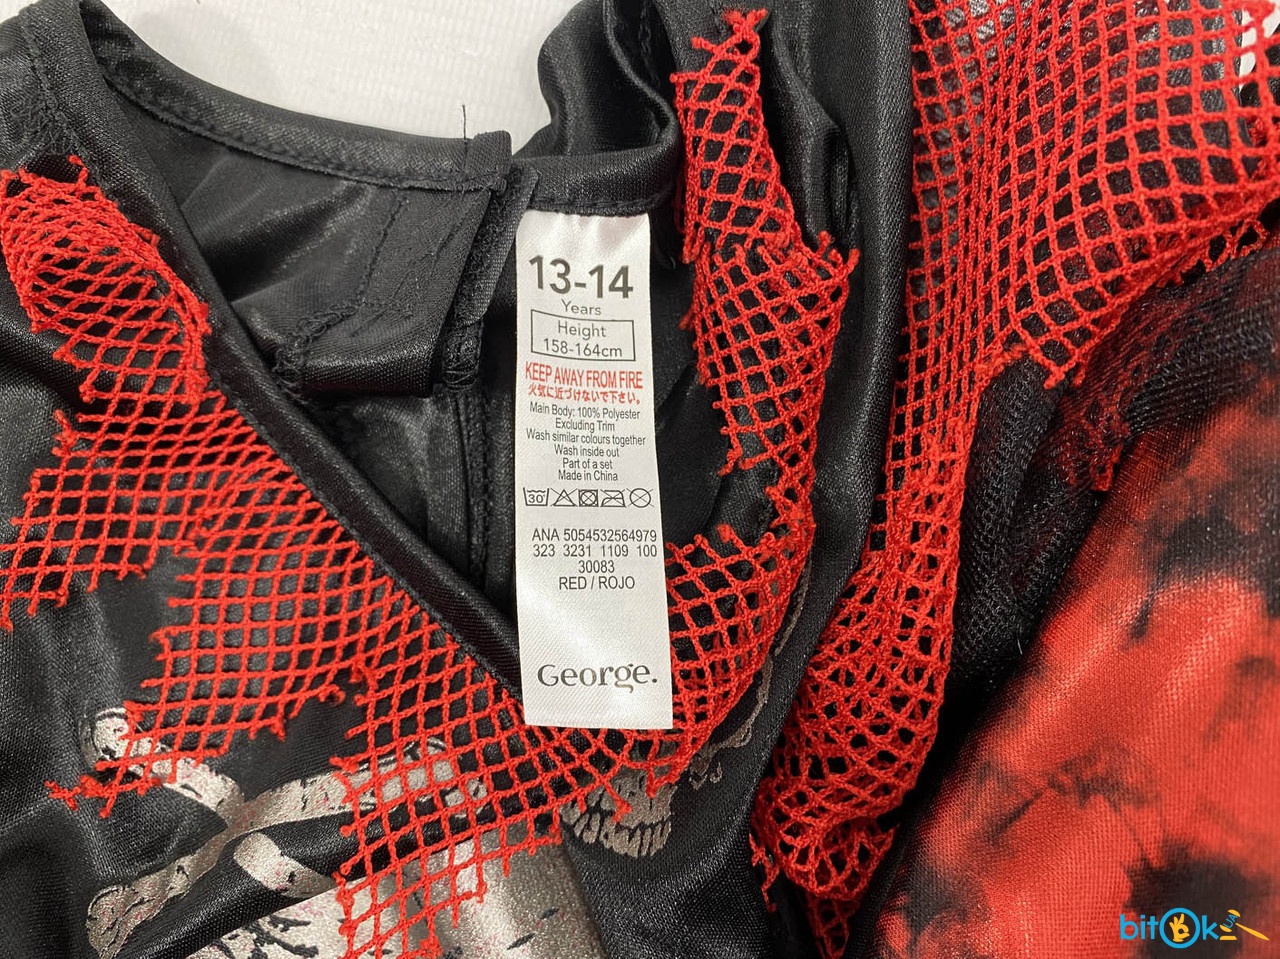 13-14
Years
Height
158-164cm
KEEP AWAY FROM FIRE
火気に近づけないで下さい。
Main Body: 100% Polyester
Excluding Trim
Wash similar colours together
Wash inside out
Part of a set
Made in China
30
ANA 5054532564979
323 3231 1109 100
30083
RED / ROJO
George.
bitOk
UA